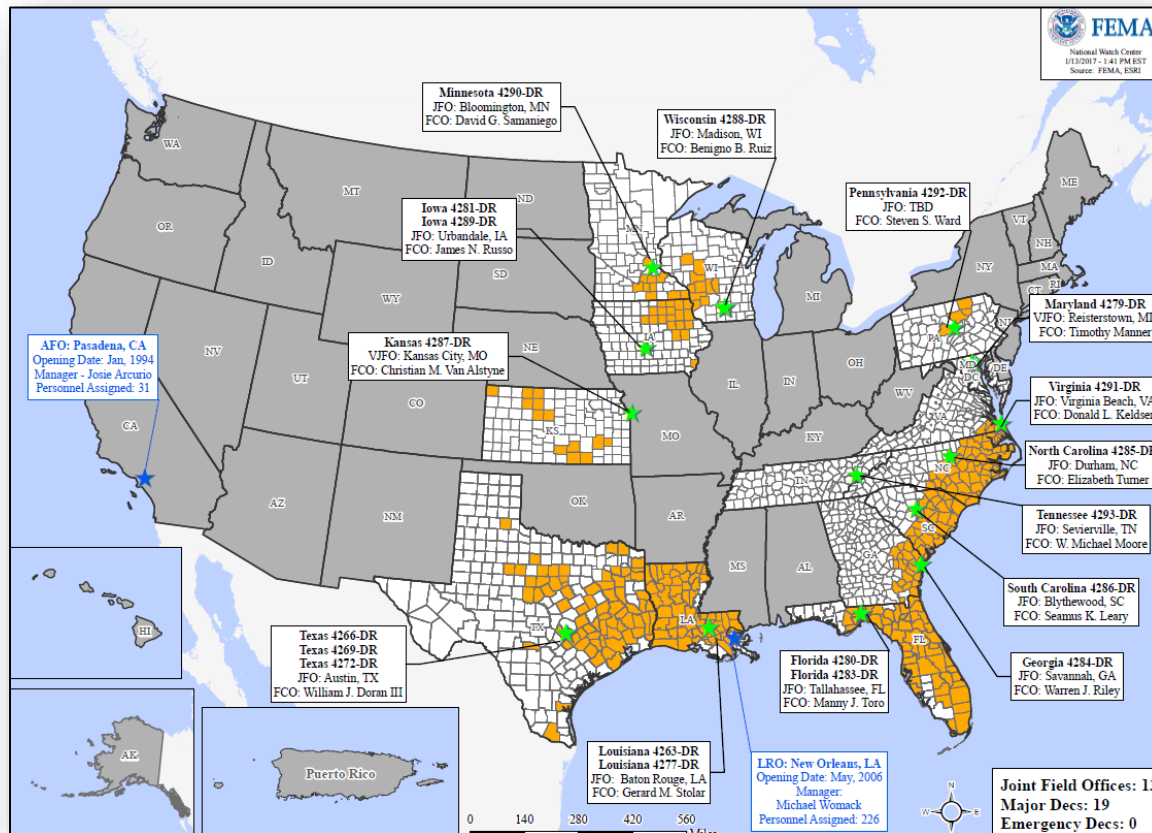 FEMA
National Watch Center
1/13/2017 - 1:41 PM EST
Source: FEMA, ESRI
Minnesota 4290-DR
JFO: Bloomington, MN
FCO: David G. Samaniego
Wisconsin 4288-DR
JFO: Madison, WI
FCO: Benigno B. Ruiz
Pennsylvania 4292-DR
JFO: TBD
FCO: Steven S. Ward
Iowa 4281-DR
Iowa 4289-DR
JFO: Urbandale, IA
FCO: James N. Russo
Maryland 4279-DR
VJFO: Reisterstown, MD
FCO: Timothy Manner
AFO: Pasadena, CA
Opening Date: Jan, 1994
Manager - Josie Arcurio
Personnel Assigned: 31
Kansas 4287-DR
VJFO: Kansas City, MO
FCO: Christian M. Van Alstyne
Virginia 4291-DR
JFO: Virginia Beach, VA
FCO: Donald L. Keldsen
North Carolina 4285-DR
JFO: Durham, NC
FCO: Elizabeth Turner
Tennessee 4293-DR
JFO: Sevierville, TN
FCO: W. Michael Moore
South Carolina 4286-DR
JFO: Blythewood, SC
FCO: Seamus K. Leary
Georgia 4284-DR
JFO: Savannah, GA
FCO: Warren J. Riley
Texas 4266-DR
Texas 4269-DR
Texas 4272-DR
JFO: Austin, TX
FCO: William J. Doran III
Florida 4280-DR
Florida 4283-DR
JFO: Tallahassee, FL
FCO: Manny J. Toro
Louisiana 4263-DR
Louisiana 4277-DR
JFO: Baton Rouge, LA
FCO: Gerard M. Stolar
LRO: New Orleans, LA
Opening Date: May, 2006
Manager:
Michael Womack
Personnel Assigned: 226
WA
OR
CA
NV
ID
MT
WY
UT
AZ
CO
NM
ND
SD
NE
KS
OK
TX
MN
IA
MO
AR
LA
WI
IL
MI
IN
OH
KY
TN
MS
AL
GA
FL
SC
NC
VA
WV
PA
NY
VT
NH
ME
MA
RI
CT
NJ
DE
MD
DC
HI
AK
Puerto Rico
0 140 280 420 560
Miles
N
W
E
S
Joint Field Offices: 13
Major Decs: 19
Emergency Decs: 0